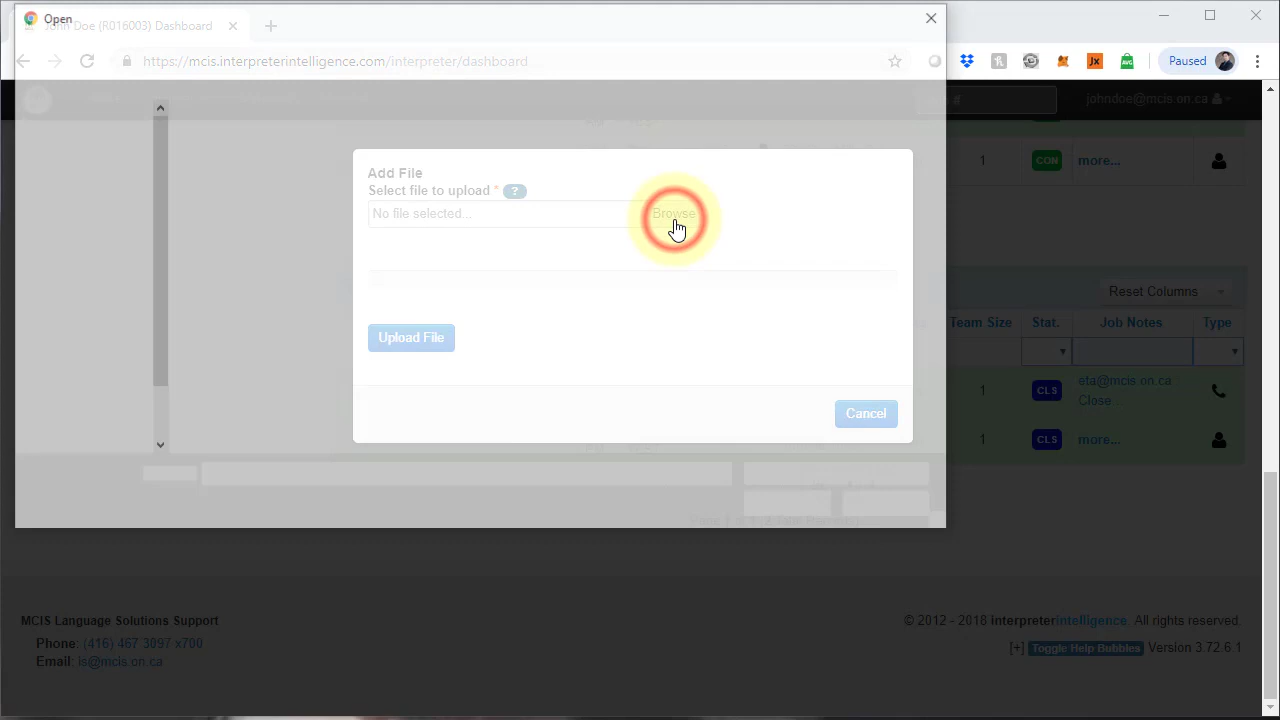 Open
John Doe (R016003) Dashboard
https://mcis.interpreterintelligence.com/interpreter/dashboard
Paused
johndoe@mcis.on.ca
1 CON more...
Add File
Select file to upload * ?
No file selected...
Browse
Upload File
Cancel
Reset Columns
Team Size Stat. Job Notes Type
1 CLS eta@mcis.on.ca
Close..
1 CLS more...
MCIS Language Solutions Support
Phone: (416) 467 3097 x700
Email: is@mcis.on.ca
© 2012 - 2018 interpreterintelligence. All rights reserved.
[+] Toggle Help Bubbles Version 3.72.6.1